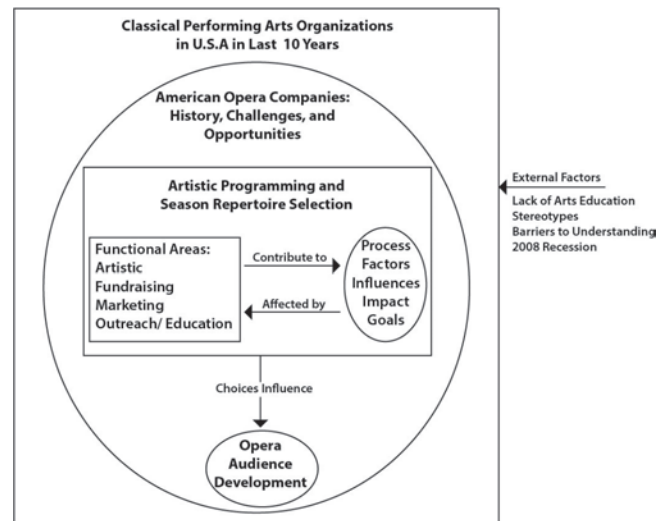 Classical Performing Arts Organizations
in U.S.A in Last 10 Years
American Opera Companies:
History, Challenges, and
Opportunities
Artistic Programming and
Season Repertoire Selection
Functional Areas:
Artistic
Fundraising
Marketing
Outreach/ Education
Contribute to
Affected by
Process
Factors
Influences
Impact
Goals
Choices Influence
Opera
Audience
Development
External Factors
Lack of Arts Education
Stereotypes
Barriers to Understanding
2008 Recession